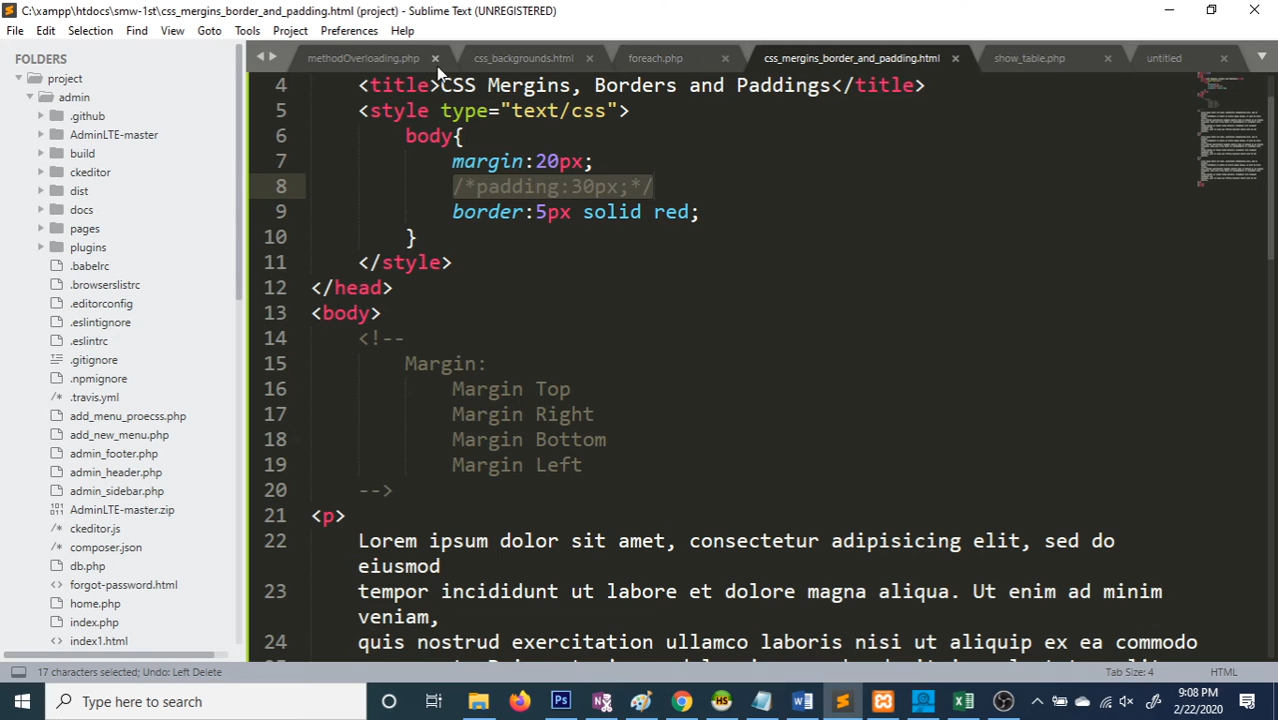 C:\xampp\htdocs\smw-1st\css_margins_border_and_padding.html (project) - Sublime Text (UNREGISTERED)
File Edit Selection Find View Goto Tools Project Preferences Help
FOLDERS
project
admin
.github
AdminLTE-master
build
ckeditor
dist
docs
pages
plugins
.babelrc
.browserslistrc
.editorconfig
.eslintignore
.eslintrc
.gitignore
.npmignore
.travis.yml
add_menu_proecss.php
add_new_menu.php
admin_footer.php
admin_header.php
admin_sidebar.php
AdminLTE-master.zip
ckeditor.js
composer.json
db.php
forgot-password.html
home.php
index.php
index1.html
methodOverloading.php css_backgrounds.html foreach.php css_mergins_border_and_padding.html show_table.php untitled
4 <title>CSS Mergins, Borders and Paddings</title>
5 <style type="text/css">
6 body{
7 margin:20px;
8 /*padding:30px;*/
9 border:5px solid red;
10 }
11 </style>
12 </head>
13 <body>
14 <!--
15 Margin:
16 Margin Top
17 Margin Right
18 Margin Bottom
19 Margin Left
20 -->
21 <p>
22 Lorem ipsum dolor sit amet, consectetur adipisicing elit, sed do
eiusmod
23 tempor incididunt ut labore et dolore magna aliqua. Ut enim ad minim
veniam,
24 quis nostrud exercitation ullamco laboris nisi ut aliquip ex ea commodo
17 characters selected; Undo: Left Delete Tab Size: 4 HTML
Type here to search
9:08 PM
2/22/2020